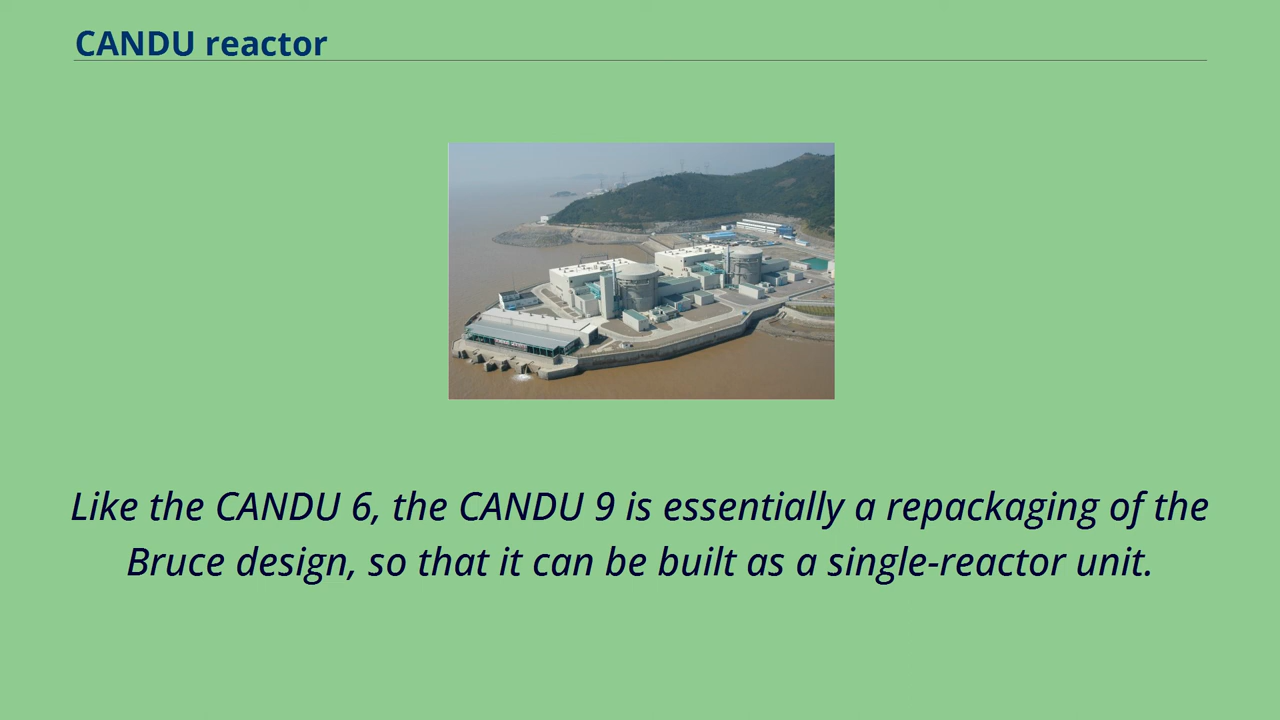 CANDU reactor
Like the CANDU 6, the CANDU 9 is essentially a repackaging of the
Bruce design, so that it can be built as a single-reactor unit.